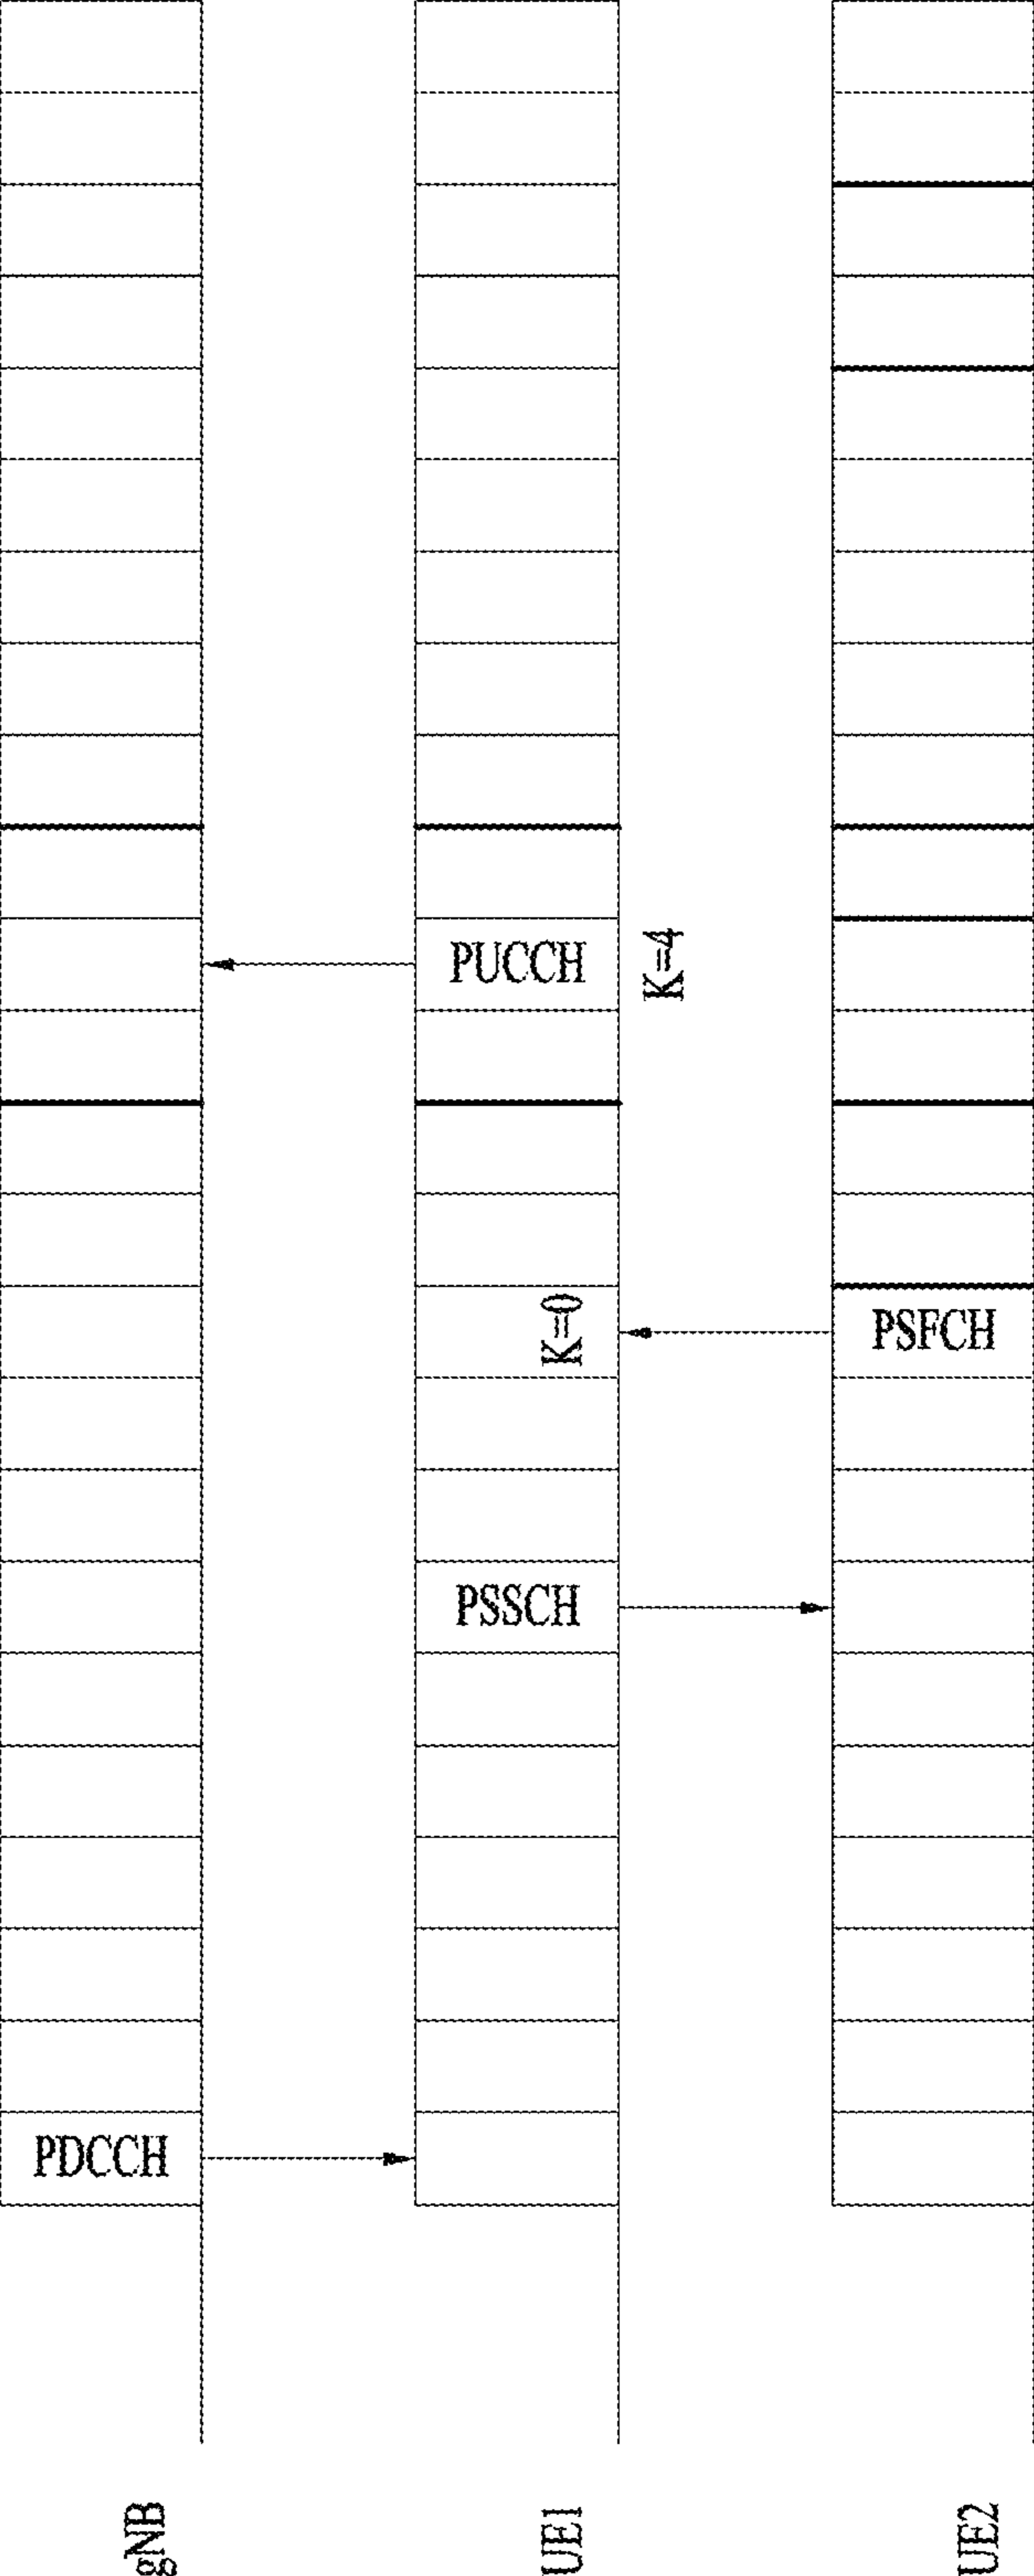 PUCCH
K=4
K=0
PSFCH
PSSCH
PDCCH
gNB
UE1
UE2